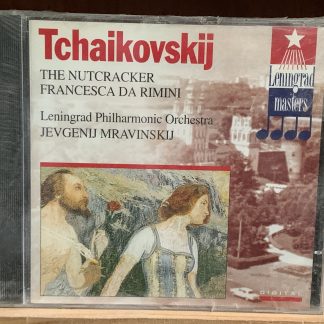 Tchaikovskij
THE NUTCRACKER
FRANCESCA DA RIMINI
Leningrad Philharmonic Orchestra
JEVGENIJ MRAVINSKIJ
Leningrad
masters
DIGITAL